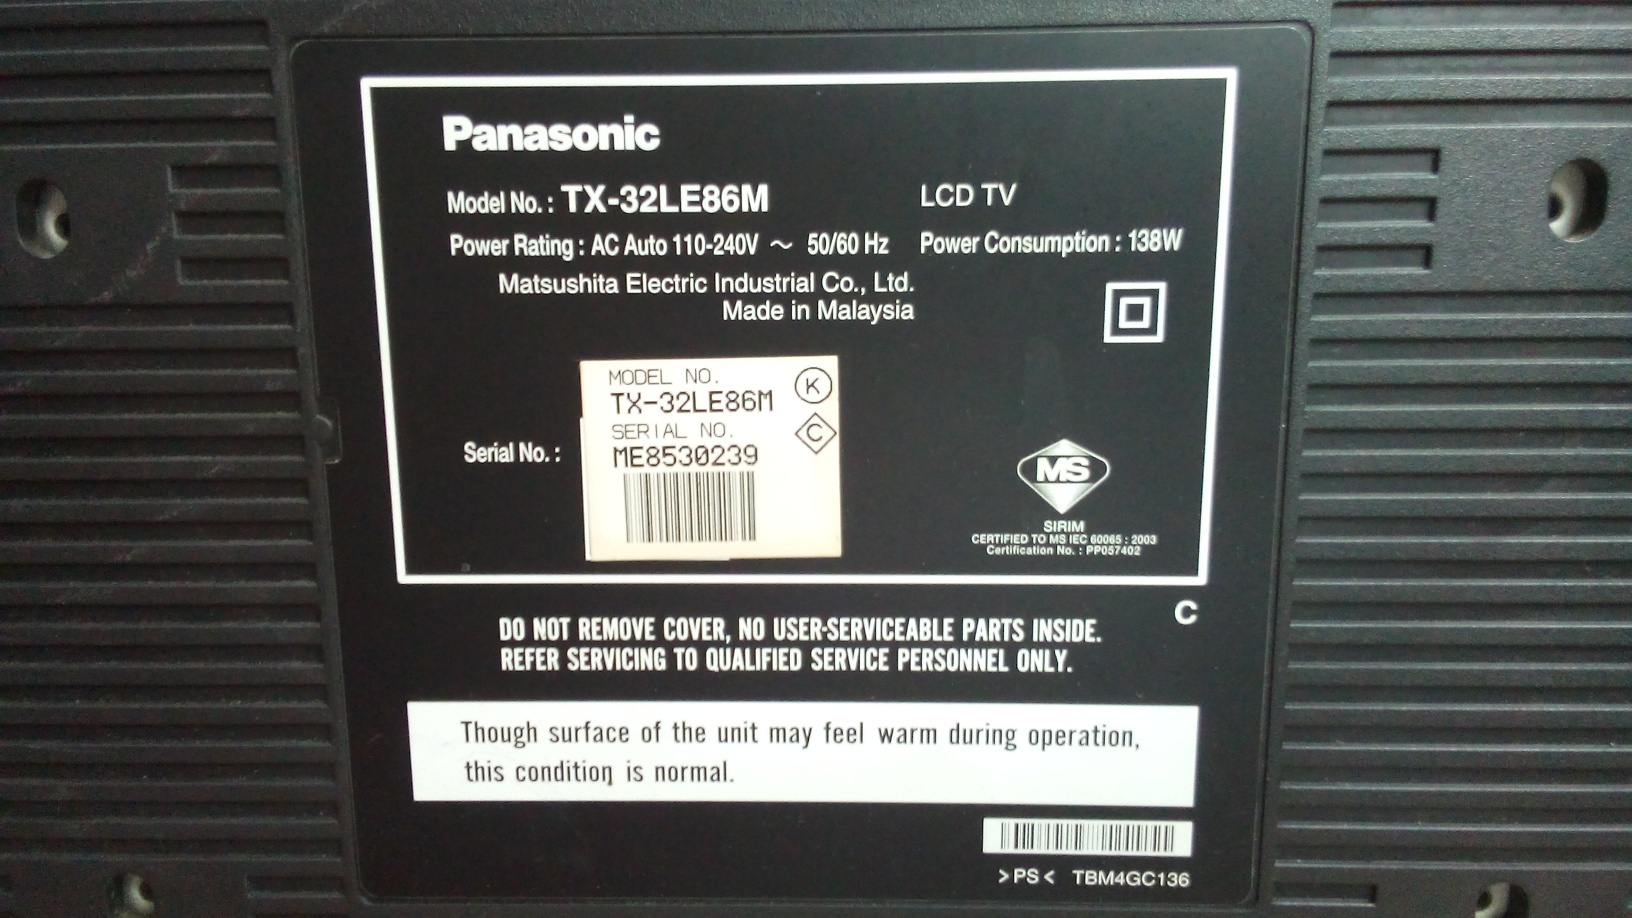 Panasonic
Model No. : TX-32LE86M LCD TV
Power Rating : AC Auto 110-240V ～ 50/60 Hz Power Consumption : 138W
Matsushita Electric Industrial Co., Ltd.
Made in Malaysia
MODEL NO. K
TX-32LE86M
SERIAL NO. C
Serial No. : ME8530239
MS
SIRIM
CERTIFIED TO MS IEC 60065 : 2003
Certification No. : PP057402
C
DO NOT REMOVE COVER, NO USER-SERVICEABLE PARTS INSIDE.
REFER SERVICING TO QUALIFIED SERVICE PERSONNEL ONLY.
Though surface of the unit may feel warm during operation,
this condition is normal.
>PS< TBM4GC136